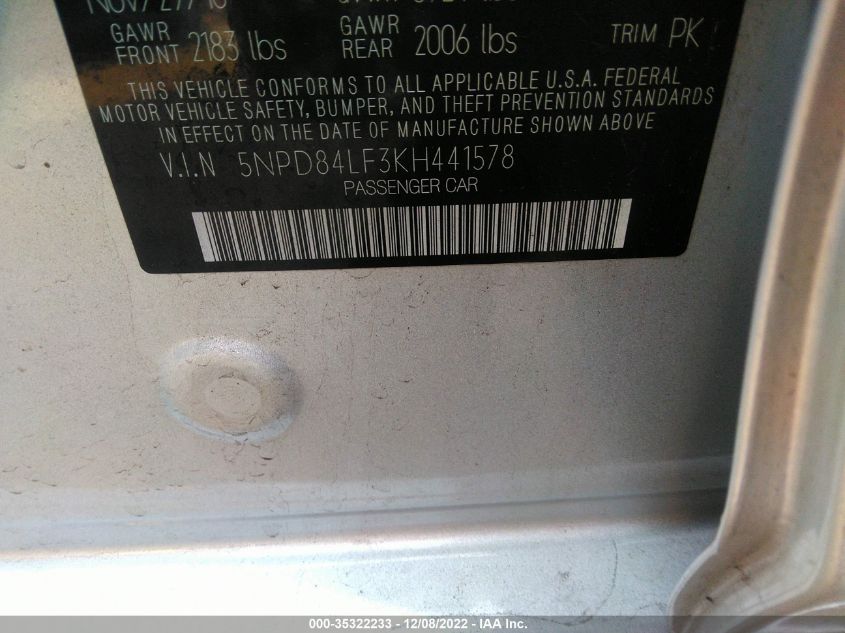 GAWR FRONT 2183 lbs GAWR REAR 2006 lbs TRIM PK
THIS VEHICLE CONFORMS TO ALL APPLICABLE U.S.A. FEDERAL
MOTOR VEHICLE SAFETY, BUMPER, AND THEFT PREVENTION STANDARDS
IN EFFECT ON THE DATE OF MANUFACTURE SHOWN ABOVE
V.I.N 5NPD84LF3KH441578
PASSENGER CAR
000-35322233 - 12/08/2022 - IAA Inc.